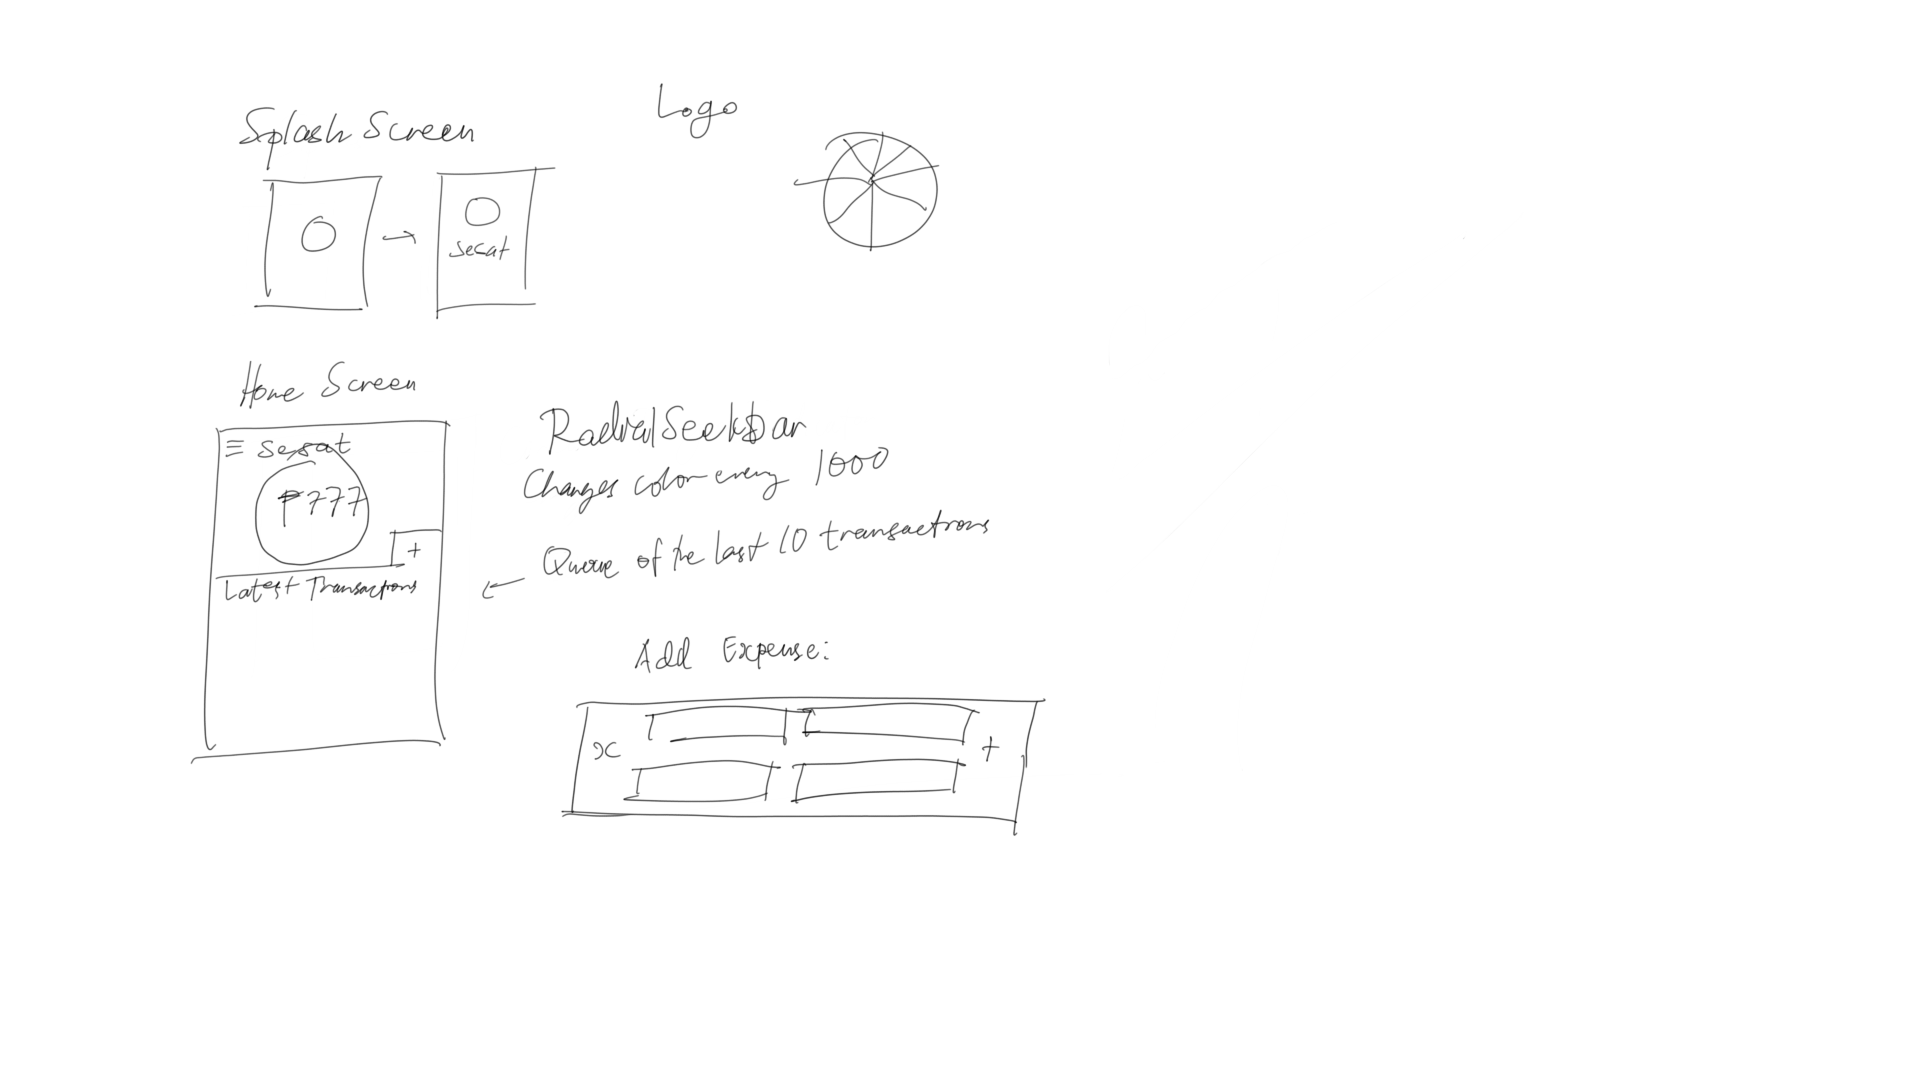 Logo
Splash Screen
secat
Home Screen
≡ Sesat
₱777
+
Latest Transactions
RadialSeekbar
Changes color every 1000
Queue of the last 10 transactions
←
Add Expense:
x
+